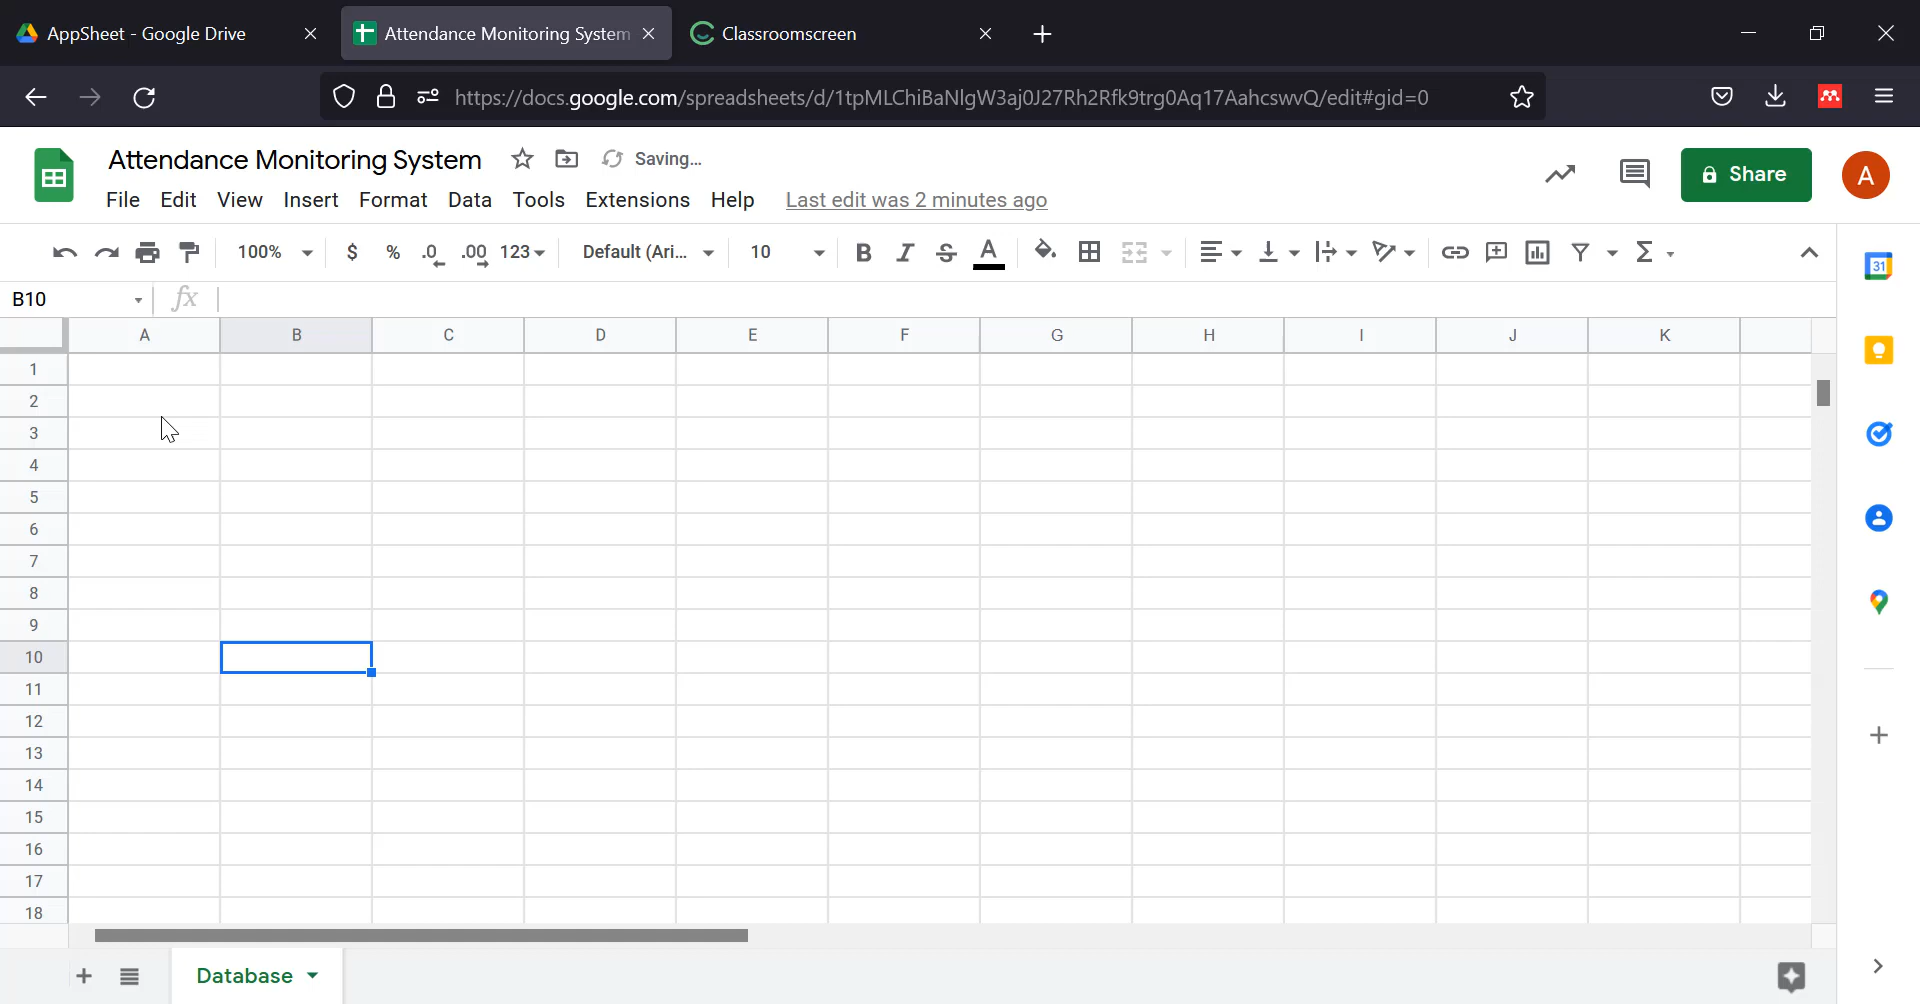 AppSheet - Google Drive
Attendance Monitoring System
Classroomscreen
https://docs.google.com/spreadsheets/d/1tpMLChiBaNlgW3aj0J27Rh2Rfk9trg0Aq17AahcswvQ/edit#gid=0
Attendance Monitoring System
Saving...
Share
A
File Edit View Insert Format Data Tools Extensions Help Last edit was 2 minutes ago
100% $ % .0 .00 123 Default (Ari... 10 B I S A Σ
31
B10 fx
A B C D E F G H I J K
1
2
3
4
5
6
7
8
9
10
11
12
13
14
15
16
17
18
Database